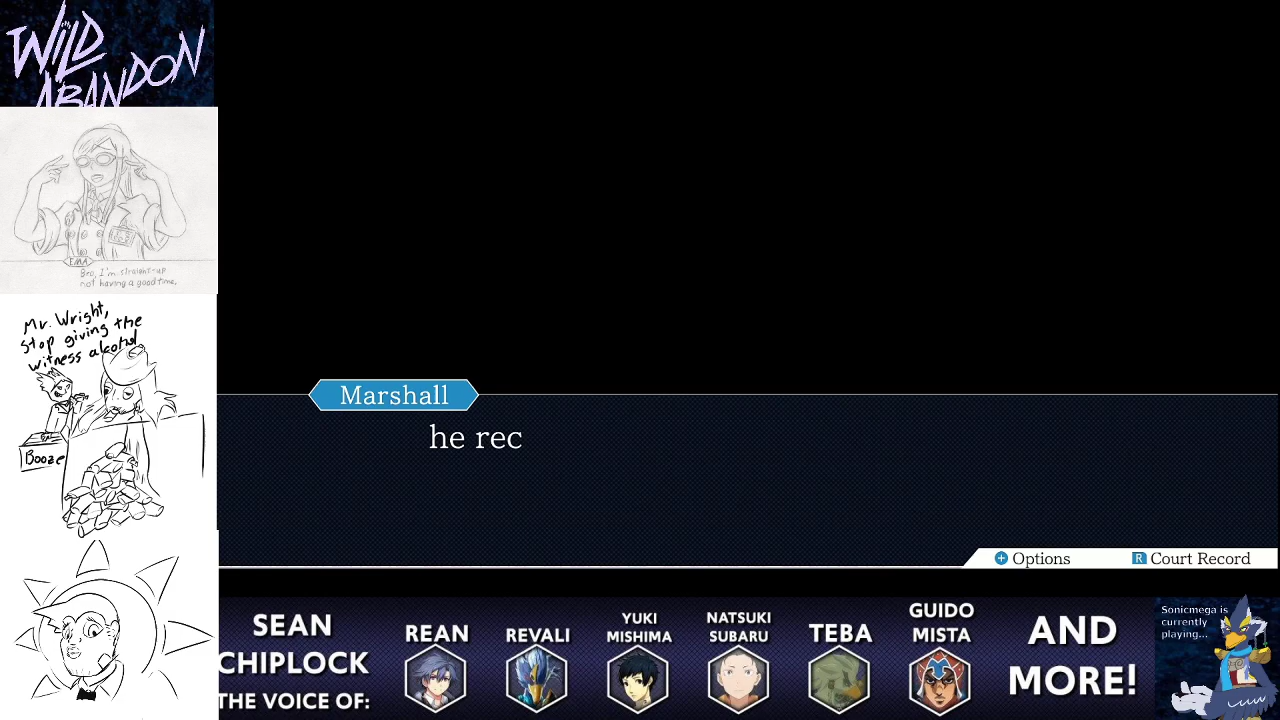 WILD
ABANDON
EMA
Bro, I'm straight-up
not having a good time.
Mr. Wright,
stop giving the
witness alcohol
Booze
Marshall
he rec
Options
R Court Record
SEAN
CHIPLOCK
THE VOICE OF:
REAN
REVALI
YUKI
MISHIMA
NATSUKI
SUBARU
TEBA
GUIDO
MISTA
AND
MORE!
Sonicmega is
currently
playing...